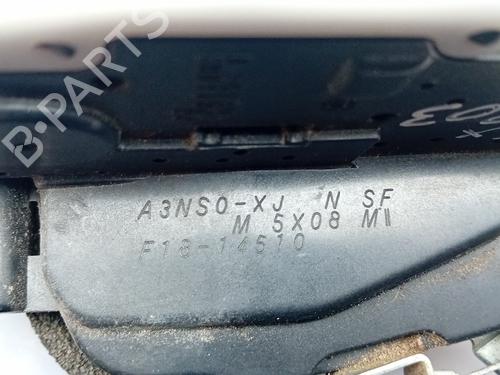 B-PARTS
A3NS0-XJ N SF
M 5X08 M
F18-14510